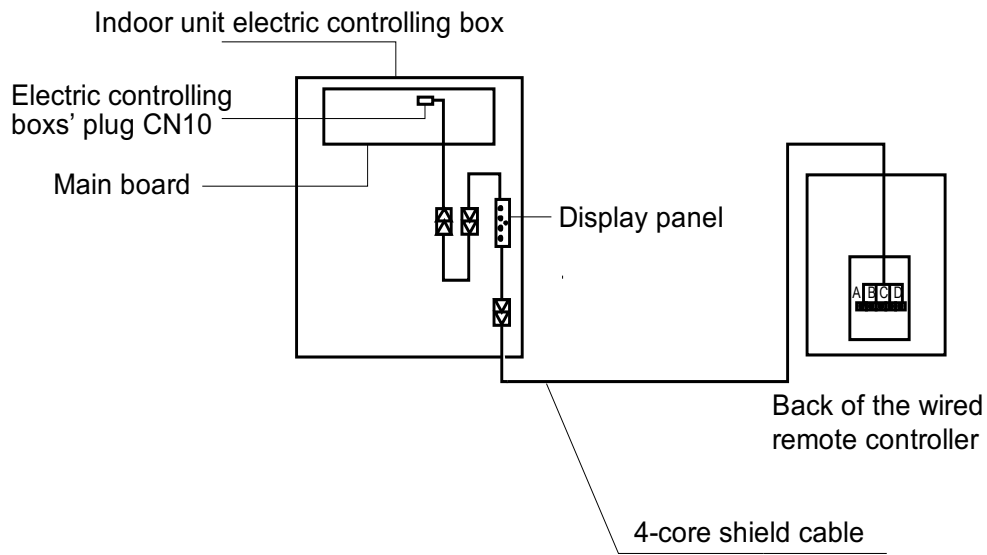 Indoor unit electric controlling box
Electric controlling
boxs’ plug CN10
Main board
Display panel
A B C D
Back of the wired
remote controller
4-core shield cable